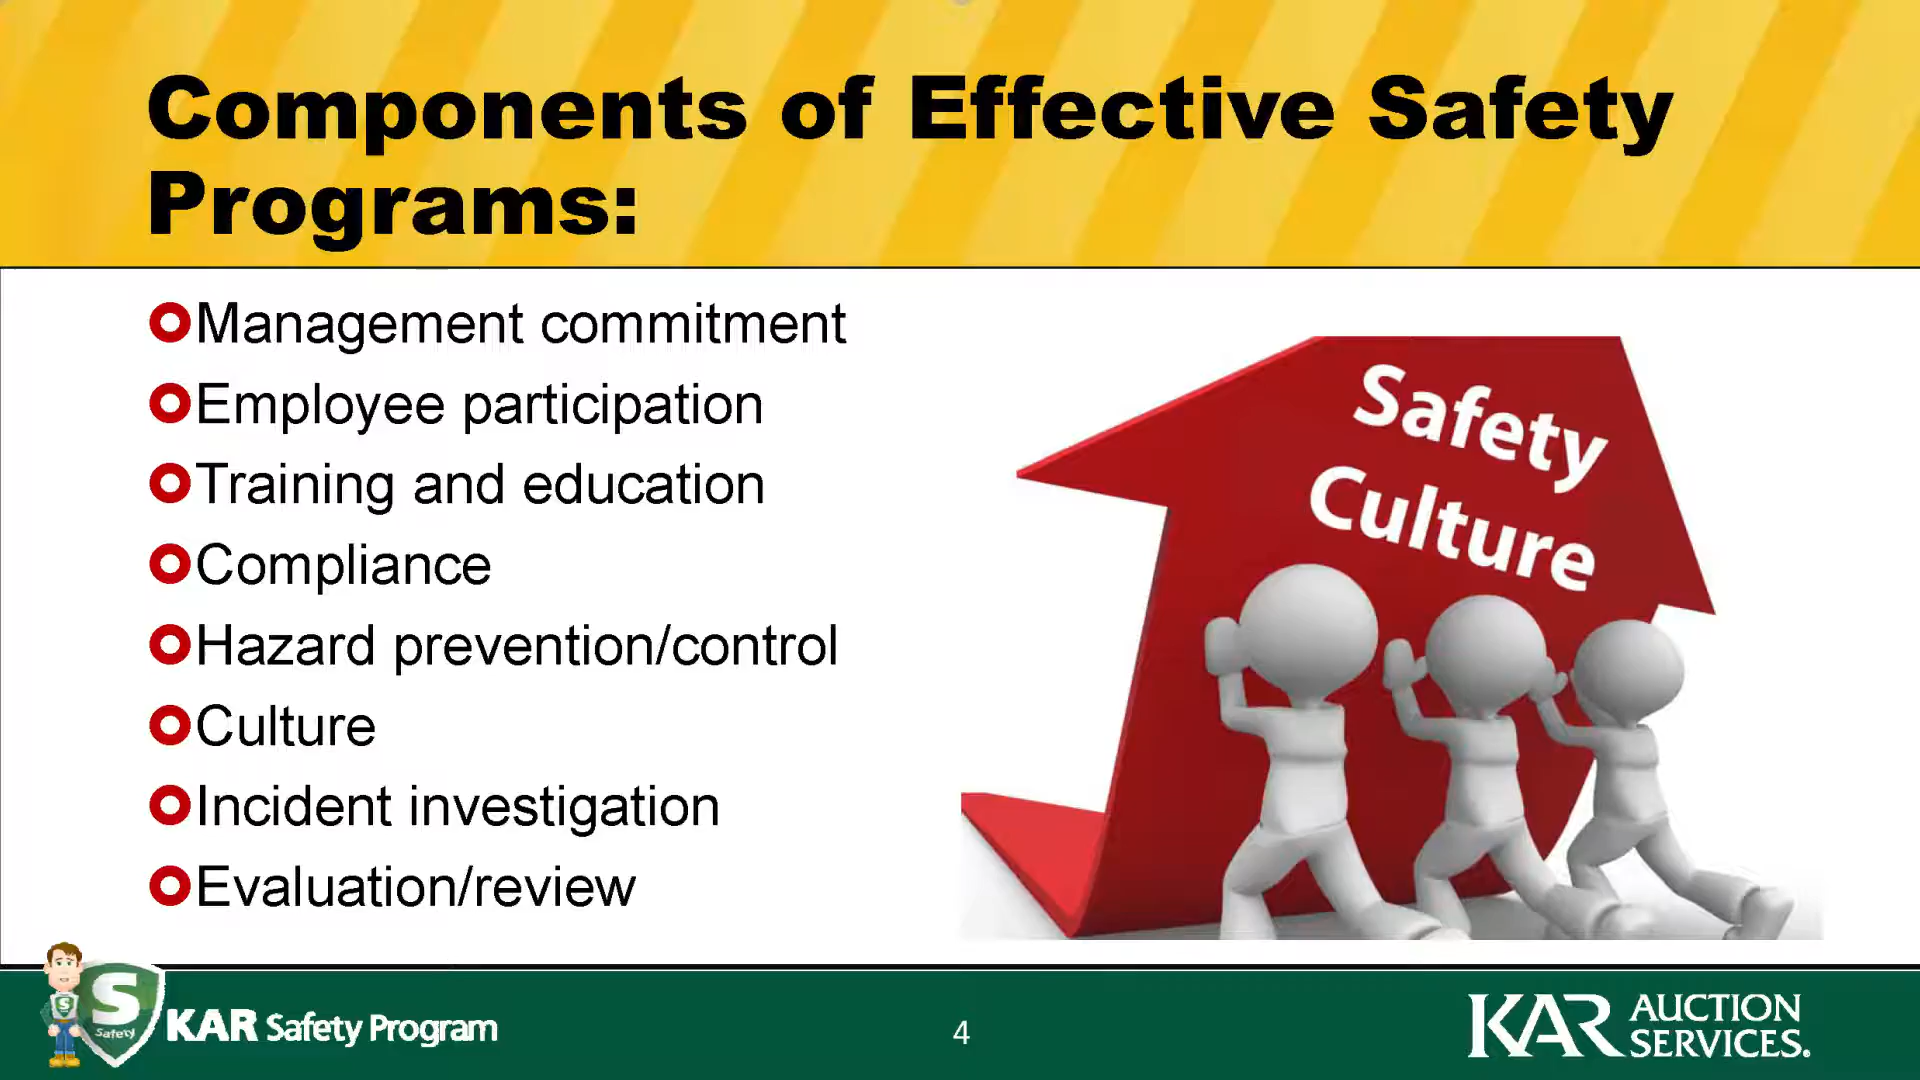 Components of Effective Safety
Programs:
Management commitment
Employee participation
Training and education
Compliance
Hazard prevention/control
Culture
Incident investigation
Evaluation/review
Safety
Culture
S
S
Safety
KAR Safety Program
4
KAR AUCTION
SERVICES.